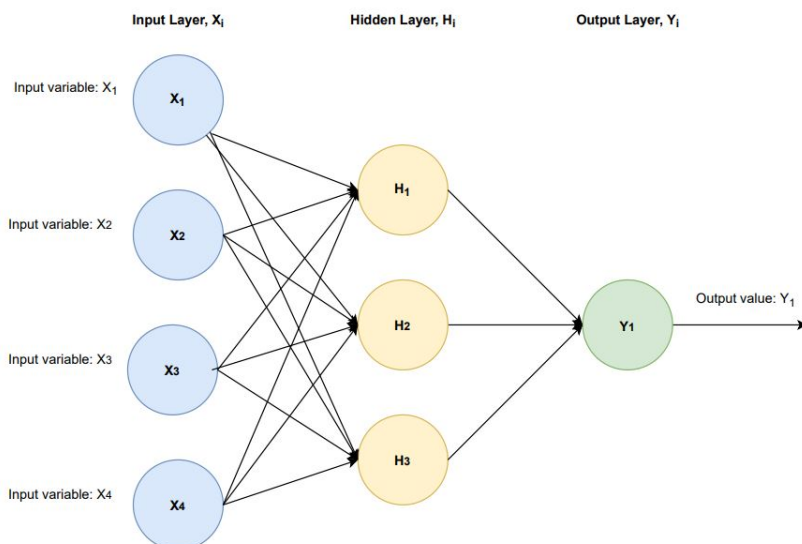 Input Layer, Xi
Hidden Layer, Hi
Output Layer, Yi
Input variable: X1
X1
H1
Input variable: X2
X2
Output value: Y1
H2
Y1
Input variable: X3
X3
H3
Input variable: X4
X4